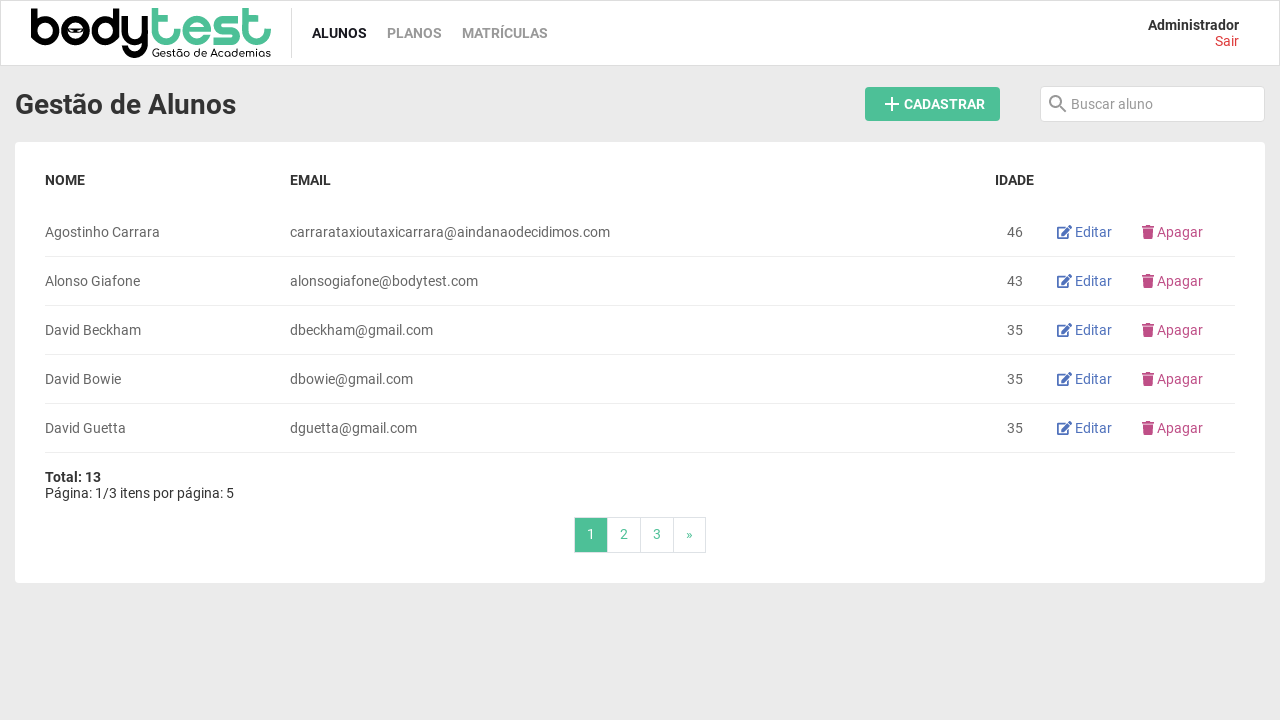 bodytest
Gestão de Academias
ALUNOS PLANOS MATRÍCULAS
Administrador
Sair
Gestão de Alunos
CADASTRAR
Buscar aluno
NOME EMAIL IDADE
Agostinho Carrara carrarataxioutaxicarrara@aindanaodecidimos.com 46 Editar Apagar
Alonso Giafone alonsogiafone@bodytest.com 43 Editar Apagar
David Beckham dbeckham@gmail.com 35 Editar Apagar
David Bowie dbowie@gmail.com 35 Editar Apagar
David Guetta dguetta@gmail.com 35 Editar Apagar
Total: 13
Página: 1/3 itens por página: 5
1 2 3 »